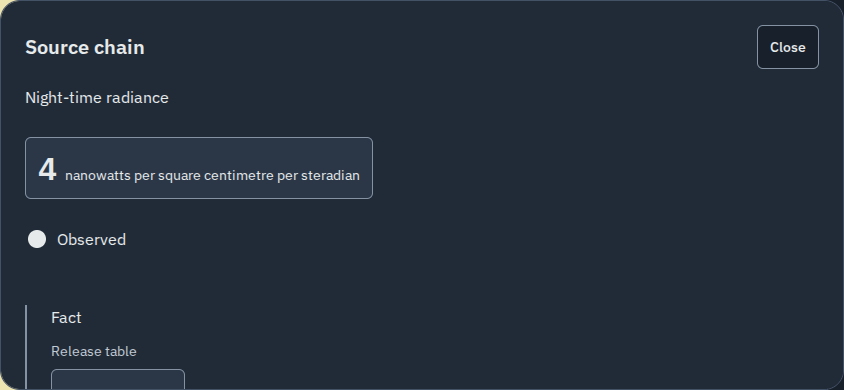 Source chain
Close
Night-time radiance
4 nanowatts per square centimetre per steradian
Observed
Fact
Release table